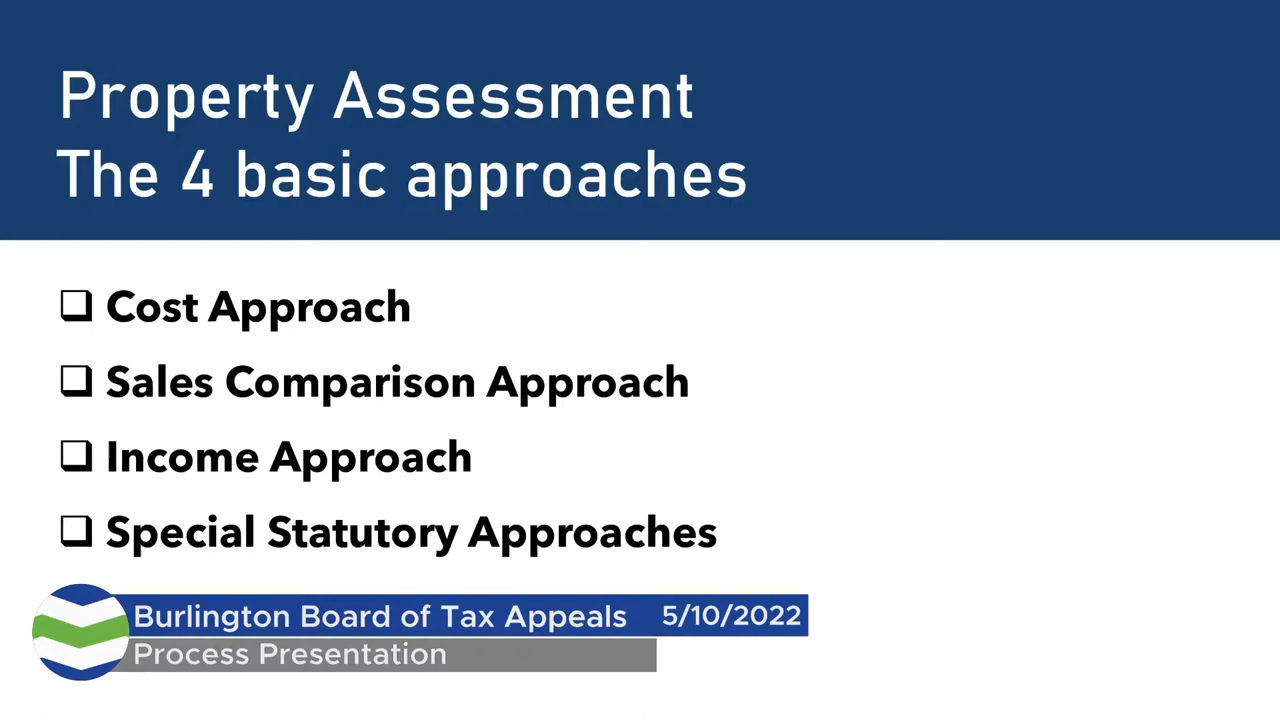 Property Assessment
The 4 basic approaches
❑ Cost Approach
❑ Sales Comparison Approach
❑ Income Approach
❑ Special Statutory Approaches
Burlington Board of Tax Appeals 5/10/2022
Process Presentation